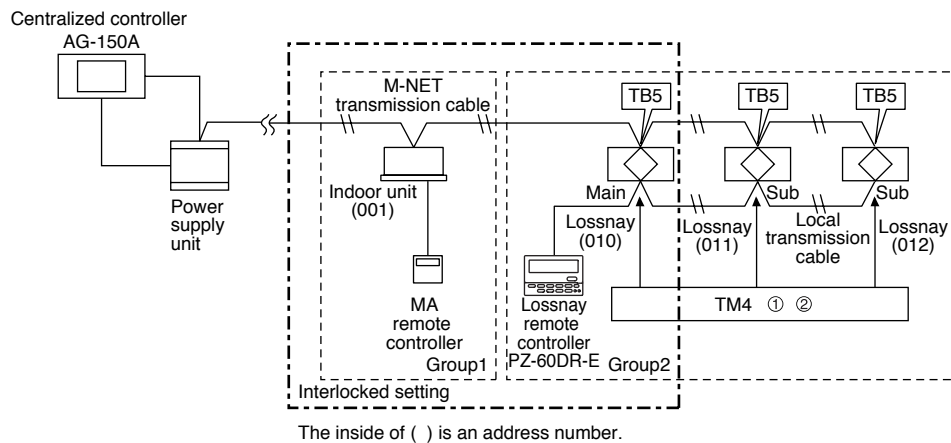 Centralized controller
AG-150A
Power
supply
unit
M-NET
transmission cable
Indoor unit
(001)
MA
remote
controller
Group1
Interlocked setting
TB5
TB5
TB5
Main
Sub
Sub
Lossnay
(010)
Lossnay
(011)
Local
transmission
cable
Lossnay
(012)
Lossnay
remote
controller
PZ-60DR-E
Group2
TM4 ① ②
The inside of ( ) is an address number.